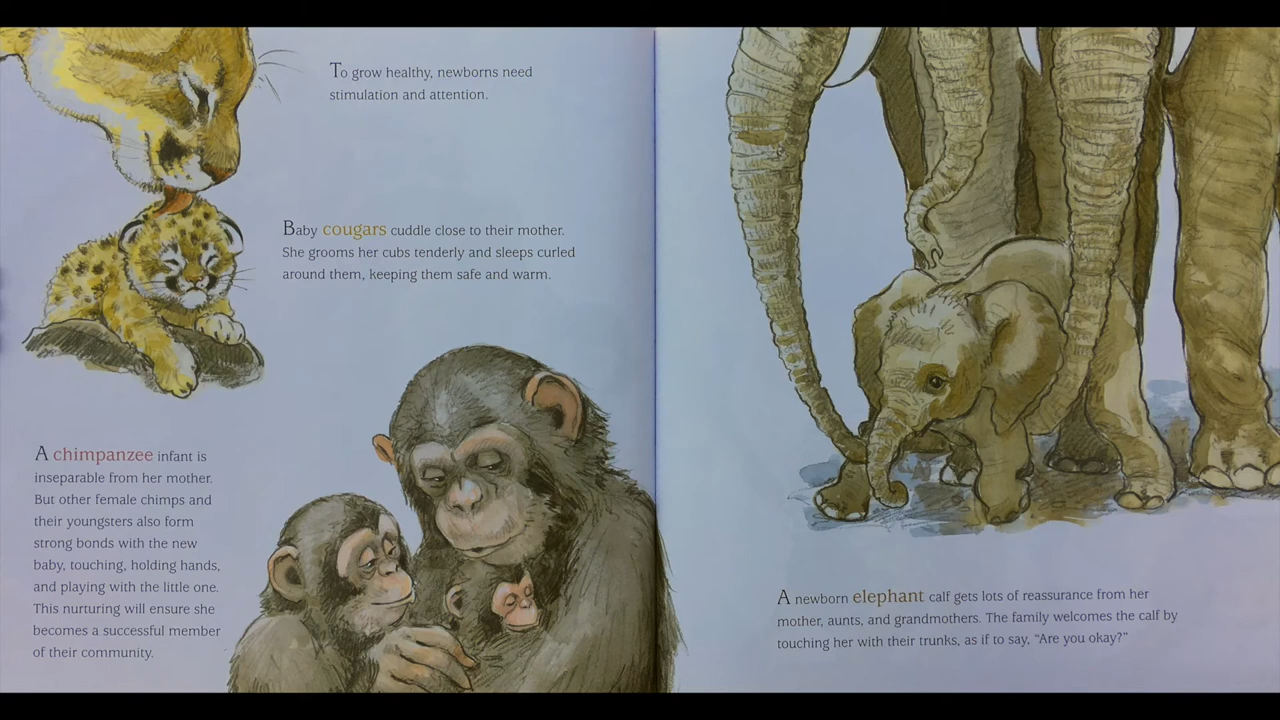 To grow healthy, newborns need
stimulation and attention.
Baby cougars cuddle close to their mother.
She grooms her cubs tenderly and sleeps curled
around them, keeping them safe and warm.
A chimpanzee infant is
inseparable from her mother.
But other female chimps and
their youngsters also form
strong bonds with the new
baby, touching, holding hands,
and playing with the little one.
This nurturing will ensure she
becomes a successful member
of their community.
A newborn elephant calf gets lots of reassurance from her
mother, aunts, and grandmothers. The family welcomes the calf by
touching her with their trunks, as if to say, “Are you okay?”